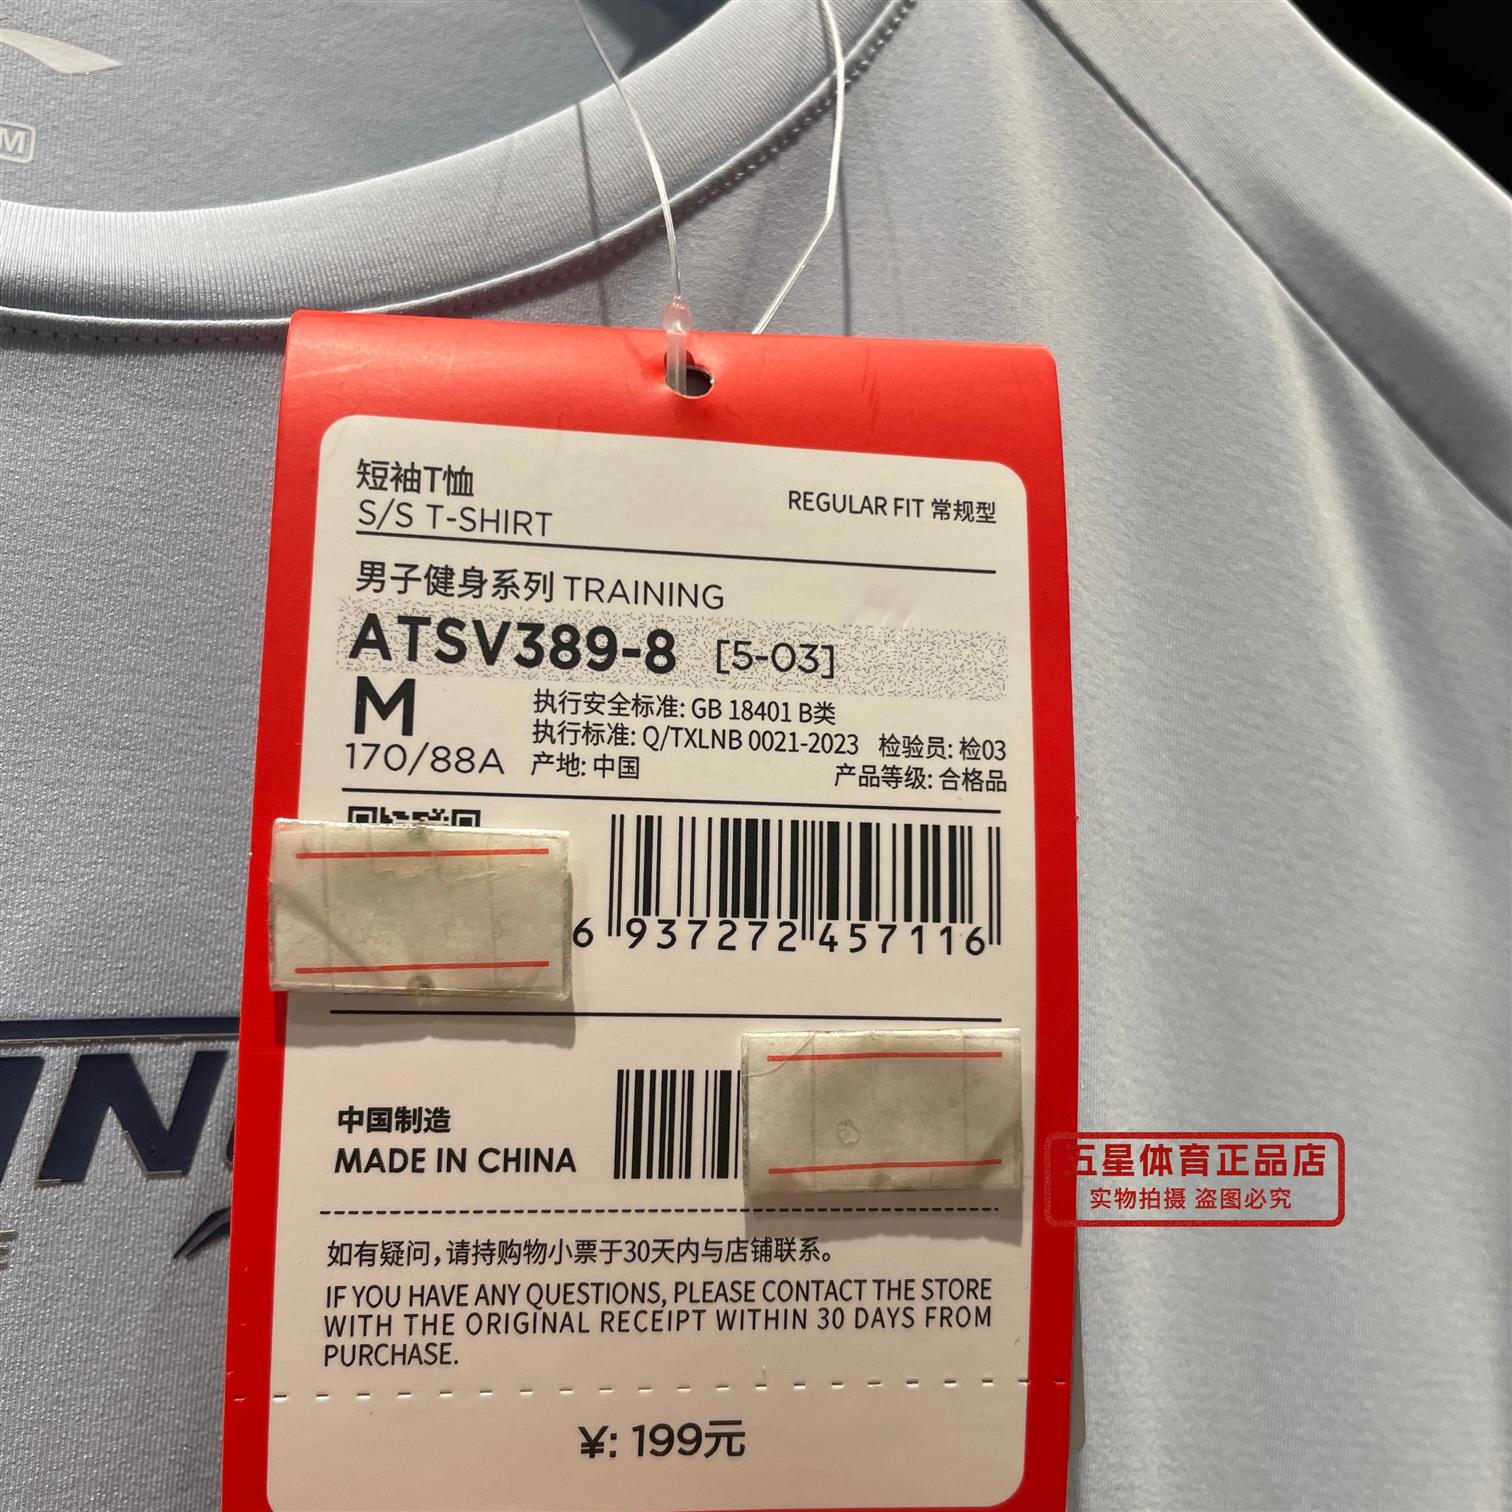 M
短袖T恤
S/S T-SHIRT
REGULAR FIT 常规型
男子健身系列 TRAINING
ATSV389-8 [5-03]
M
170/88A
执行安全标准: GB 18401 B类
执行标准: Q/TXLNB 0021-2023 检验员: 检03
产地: 中国 产品等级: 合格品
6 937272 457116
中国制造
MADE IN CHINA
五星体育正品店
实物拍摄 盗图必究
如有疑问，请持购物小票于30天内与店铺联系。
IF YOU HAVE ANY QUESTIONS, PLEASE CONTACT THE STORE
WITH THE ORIGINAL RECEIPT WITHIN 30 DAYS FROM
PURCHASE.
¥: 199元